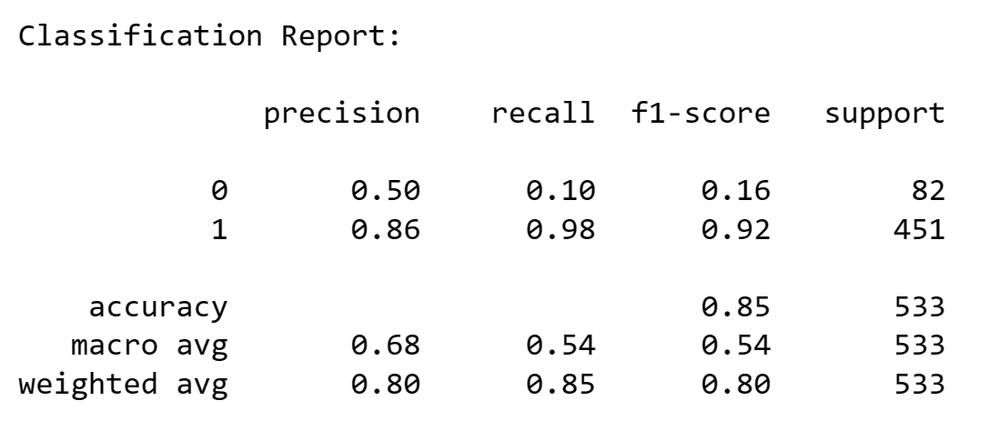 Classification Report:
precision recall f1-score support
0 0.50 0.10 0.16 82
1 0.86 0.98 0.92 451
accuracy 0.85 533
macro avg 0.68 0.54 0.54 533
weighted avg 0.80 0.85 0.80 533